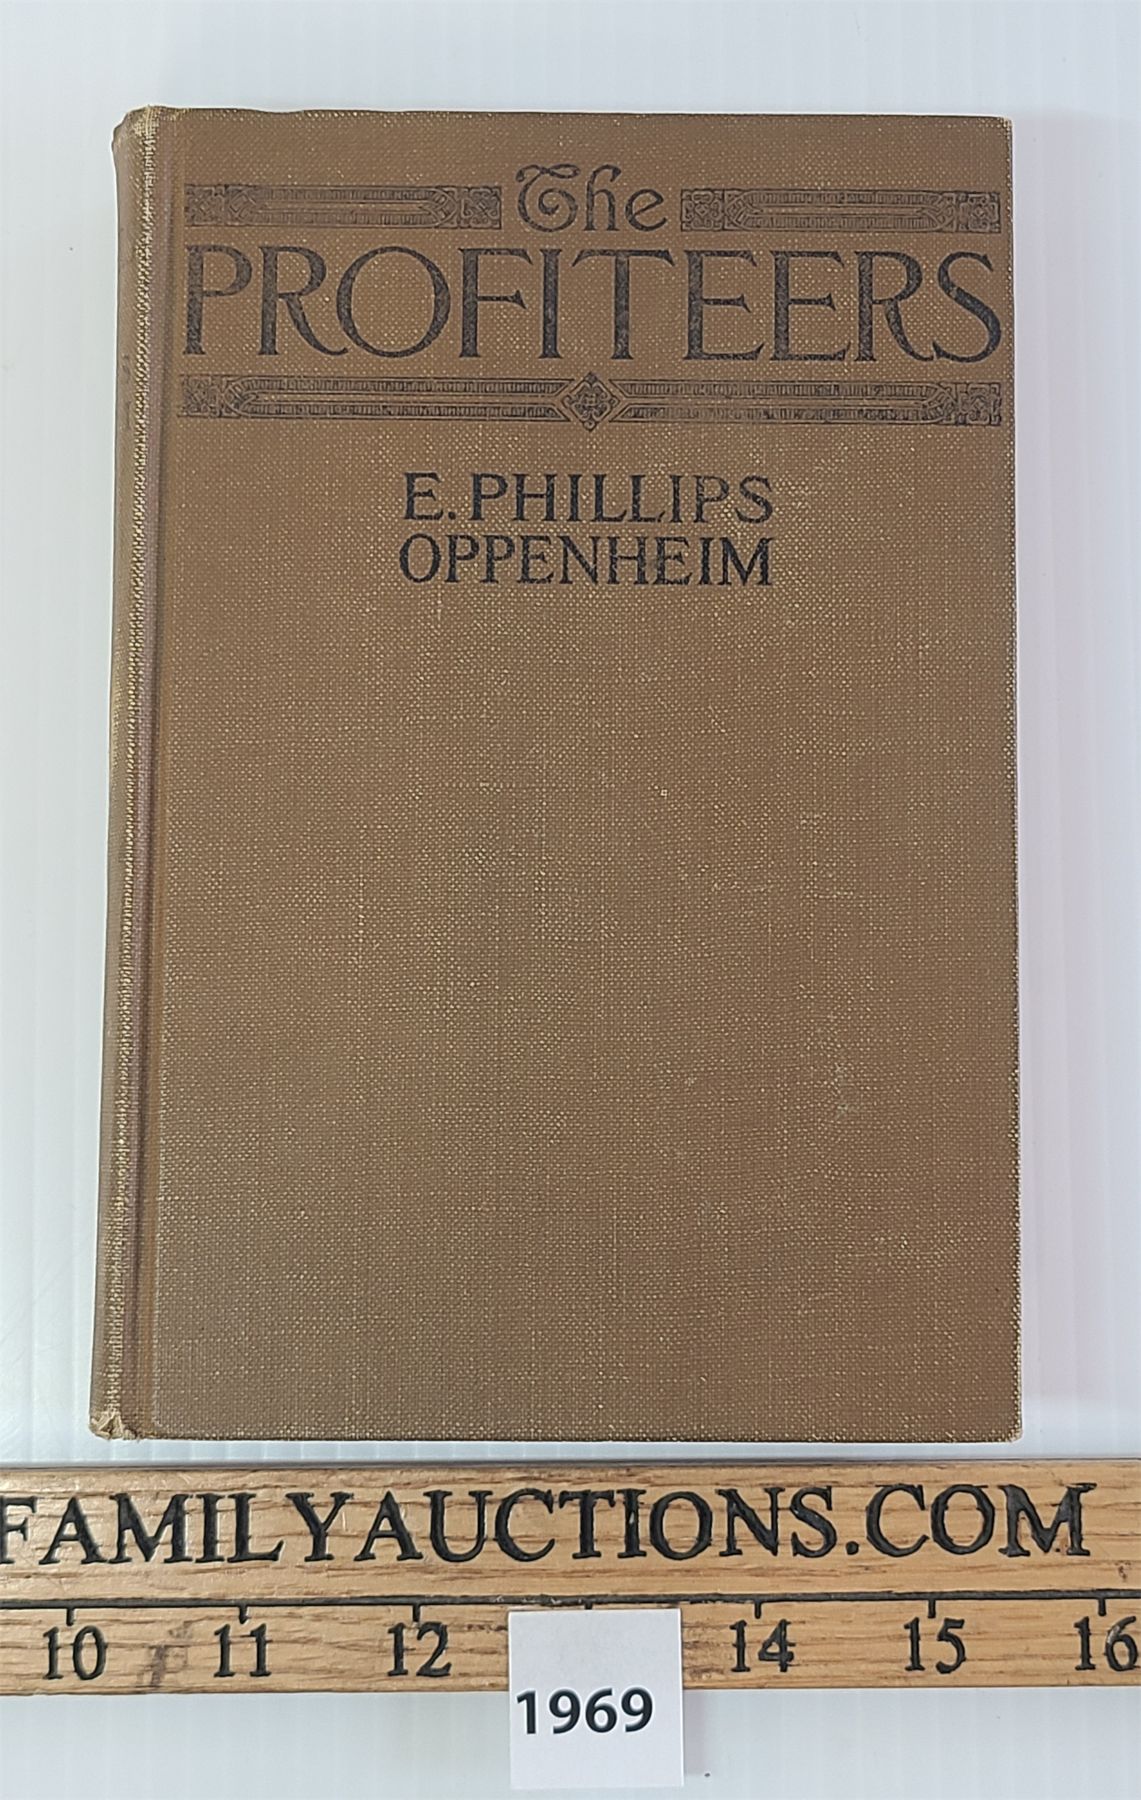 The
PROFITEERS
E. PHILLIPS
OPPENHEIM
FAMILYAUCTIONS.COM
10 11 12 14 15 16
1969